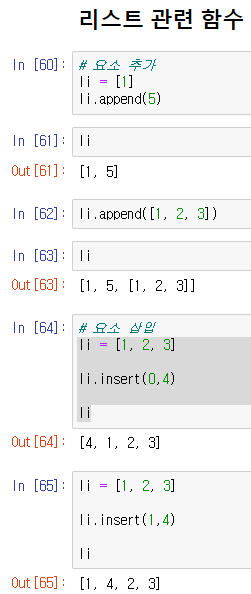 리스트 관련 함수
In [60]: # 요소 추가
li = [1]
li.append(5)
In [61]: li
Out[61]: [1, 5]
In [62]: li.append([1, 2, 3])
In [63]: li
Out[63]: [1, 5, [1, 2, 3]]
In [64]: # 요소 삽입
li = [1, 2, 3]
li.insert(0,4)
li
Out[64]: [4, 1, 2, 3]
In [65]: li = [1, 2, 3]
li.insert(1,4)
li
Out[65]: [1, 4, 2, 3]